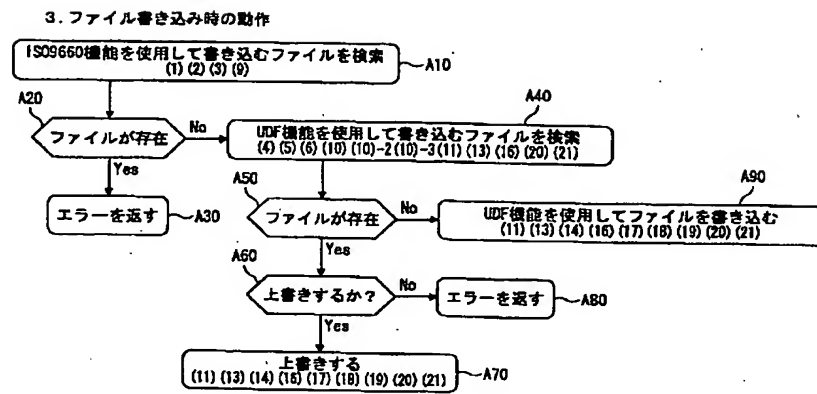 3.ファイル書き込み時の動作
ISO9660機能を使用して書き込むファイルを検索
(1) (2) (3) (9)
A10
A20
ファイルが存在
No
Yes
エラーを返す
A30
A40
UDF機能を使用して書き込むファイルを検索
(4) (5) (6) (10) (10)-2 (10)-3 (11) (13) (16) (20) (21)
A50
ファイルが存在
No
Yes
A90
UDF機能を使用してファイルを書き込む
(11) (13) (14) (16) (17) (18) (19) (20) (21)
A60
上書きするか?
No
Yes
エラーを返す
A80
上書きする
(11) (13) (14) (16) (17) (18) (19) (20) (21)
A70